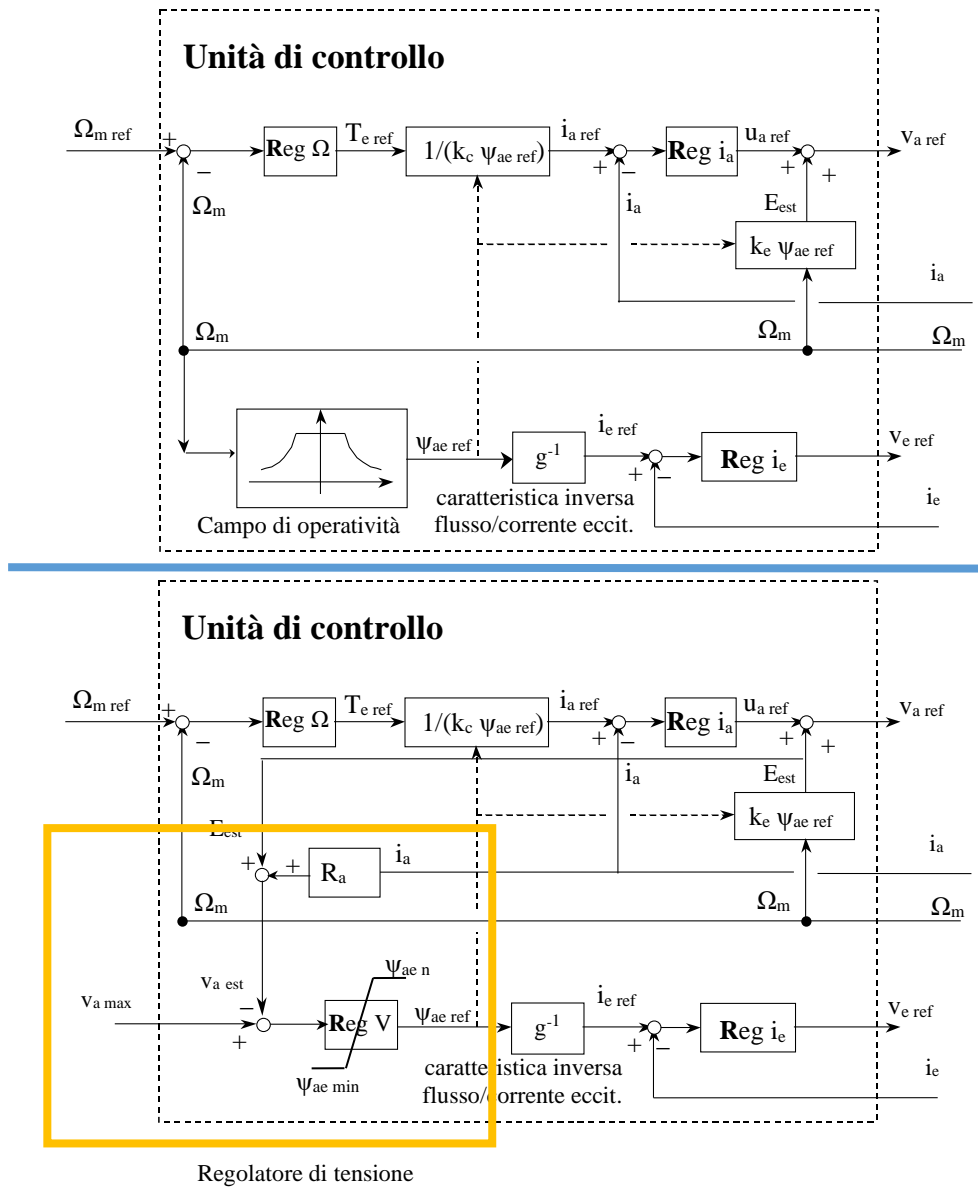 Unità di controllo
Ωm ref
+
−
Reg Ω
Te ref
1/(kc ψae ref)
ia ref
+
−
Reg ia
ua ref
+
+
va ref
Ωm
ia
Eest
ke ψae ref
ia
Ωm
Ωm
Ωm
ψae ref
g-1
ie ref
+
−
Reg ie
ve ref
ie
Campo di operatività
caratteristica inversa
flusso/corrente eccit.
Unità di controllo
Ωm ref
+
−
Reg Ω
Te ref
1/(kc ψae ref)
ia ref
+
−
Reg ia
ua ref
+
+
va ref
Ωm
ia
Eest
ke ψae ref
Eest
+
+
Ra
ia
ia
Ωm
Ωm
Ωm
va max
va est
−
+
Reg V
ψae n
ψae min
ψae ref
g-1
ie ref
+
−
Reg ie
ve ref
ie
caratteristica inversa
flusso/corrente eccit.
Regolatore di tensione